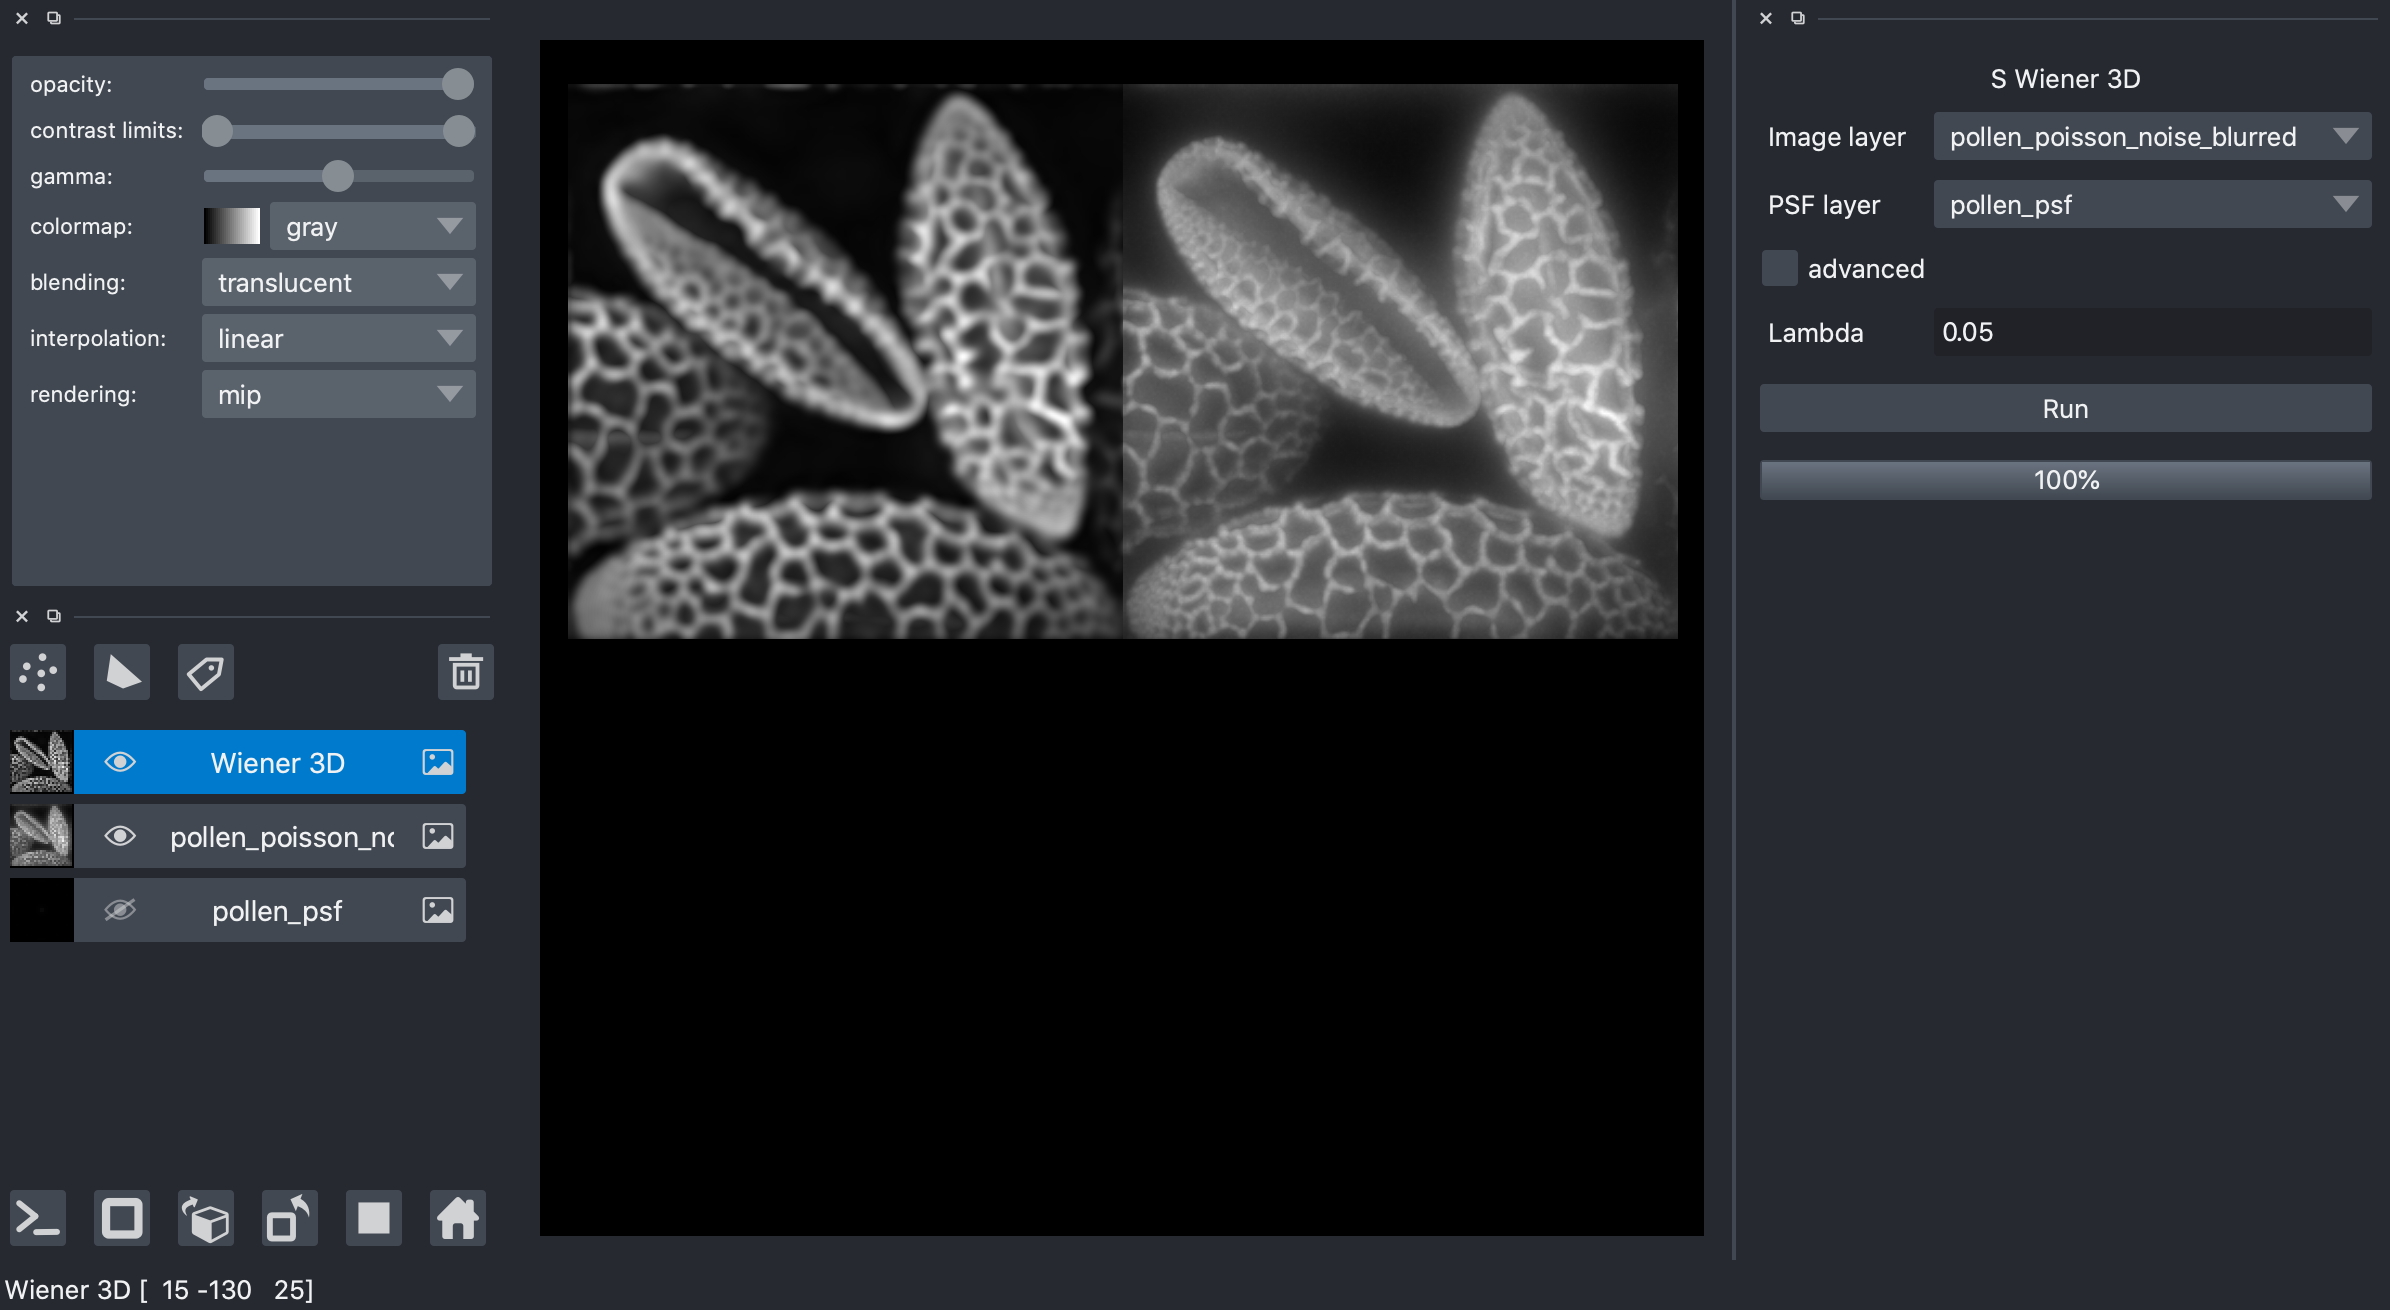 opacity:
contrast limits:
gamma:
colormap: gray
blending: translucent
interpolation: linear
rendering: mip
Wiener 3D
pollen_poisson_no
pollen_psf
Wiener 3D [ 15 -130 25]
S Wiener 3D
Image layer pollen_poisson_noise_blurred
PSF layer pollen_psf
advanced
Lambda 0.05
Run
100%